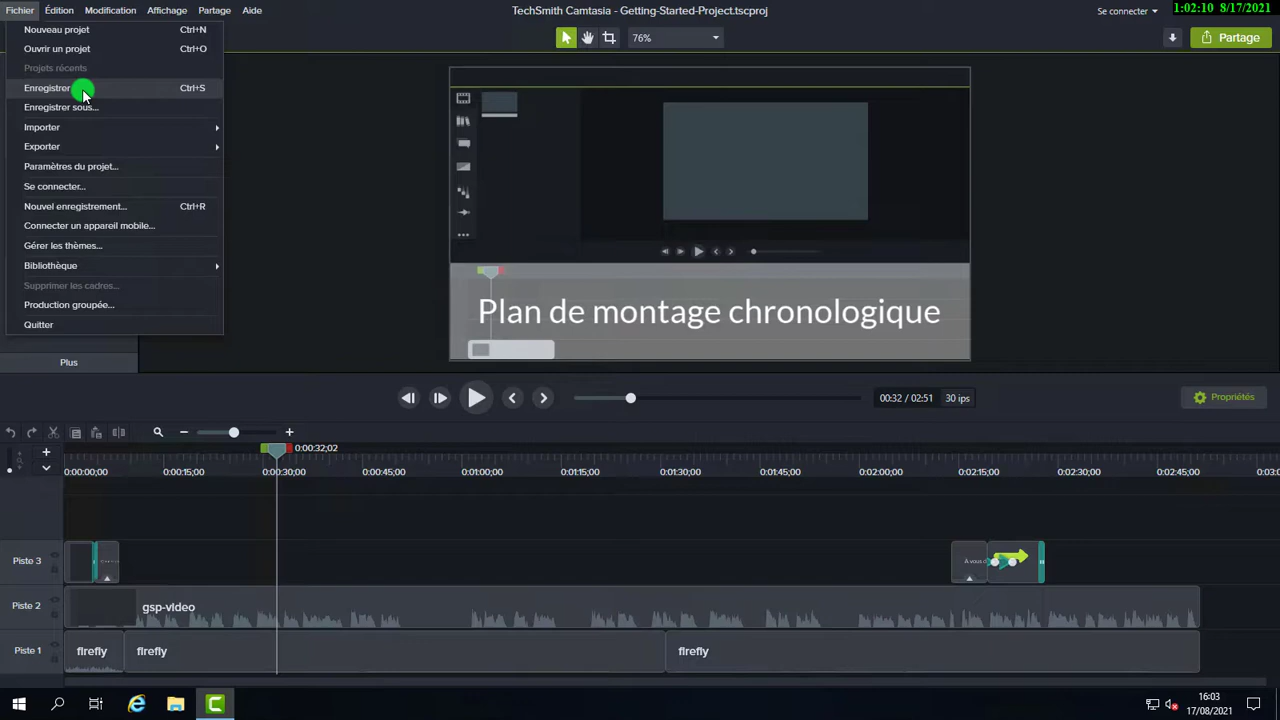 Fichier Édition Modification Affichage Partage Aide
TechSmith Camtasia - Getting-Started-Project.tscproj
Se connecter
1:02:10 8/17/2021
76%
Partage
Nouveau projet Ctrl+N
Ouvrir un projet Ctrl+O
Projets récents
Enregistrer Ctrl+S
Enregistrer sous...
Importer
Exporter
Paramètres du projet...
Se connecter...
Nouvel enregistrement... Ctrl+R
Connecter un appareil mobile...
Gérer les thèmes...
Bibliothèque
Supprimer les cadres...
Production groupée...
Quitter
Plus
Plan de montage chronologique
00:32 / 02:51 30 ips
Propriétés
0:00:32;02
0:00:00;00 0:00:15;00 0:00:30;00 0:00:45;00 0:01:00;00 0:01:15;00 0:01:30;00 0:01:45;00 0:02:00;00 0:02:15;00 0:02:30;00 0:02:45;00
Piste 3
Piste 2 gsp-video
Piste 1 firefly firefly firefly
16:03
17/08/2021